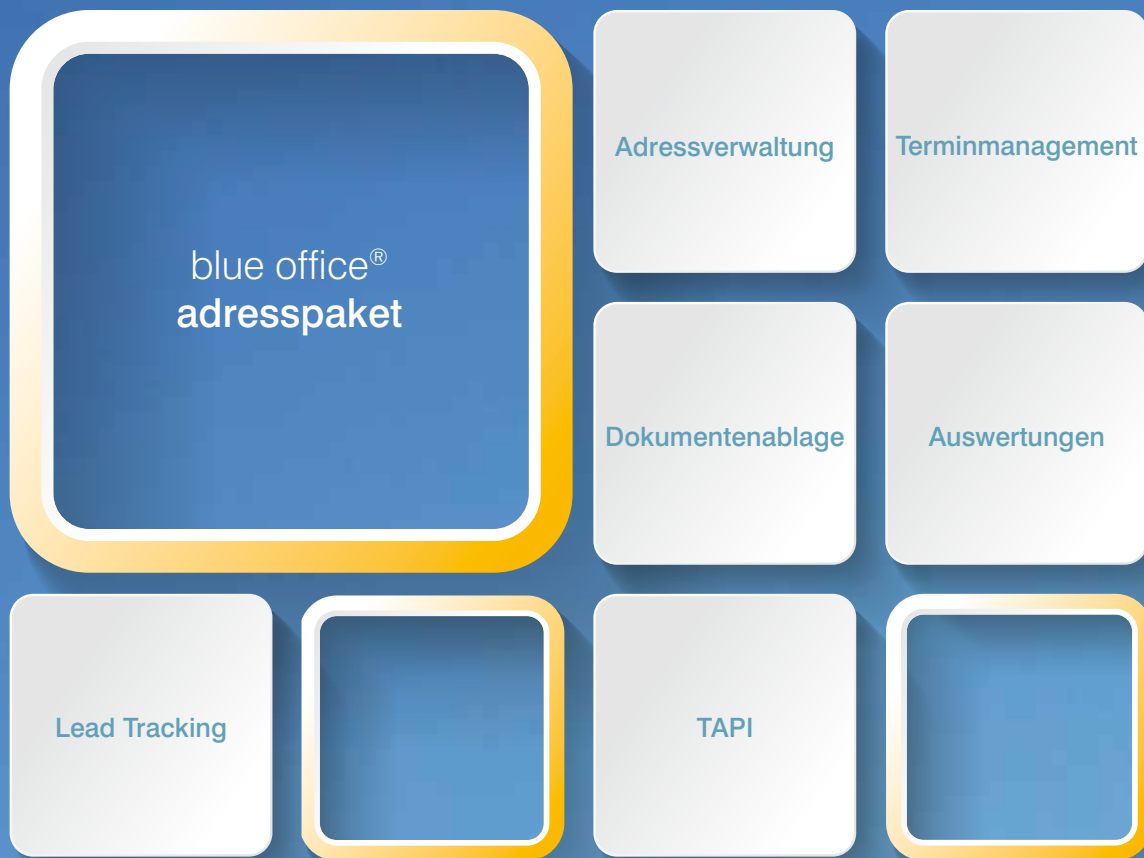 blue office®
adresspaket
Adressverwaltung
Terminmanagement
Dokumentenablage
Auswertungen
Lead Tracking
TAPI